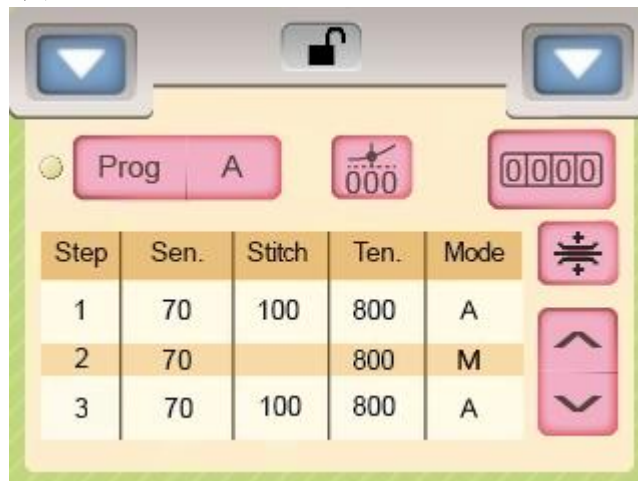 Prog A
000
0000
Step Sen. Stitch Ten. Mode
1 70 100 800 A
2 70 800 M
3 70 100 800 A